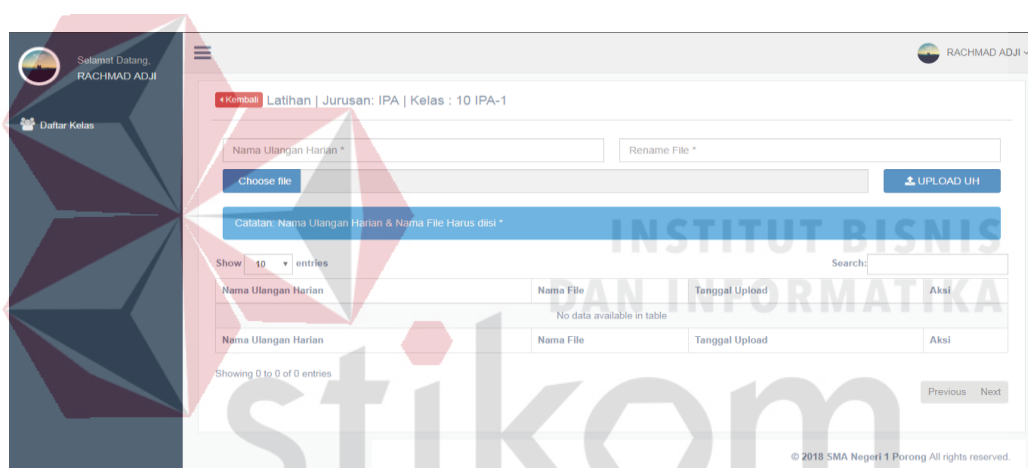 Selamat Datang,
RACHMAD ADJI
Daftar Kelas
RACHMAD ADJI
Kembali Latihan | Jurusan: IPA | Kelas : 10 IPA-1
Nama Ulangan Harian * Rename File *
Choose file UPLOAD UH
Catatan: Nama Ulangan Harian & Nama File Harus diisi *
INSTITUT BISNIS
Show 10 entries Search:
Nama Ulangan Harian Nama File Tanggal Upload Aksi
DAN INFORMATIKA
No data available in table
Nama Ulangan Harian Nama File Tanggal Upload Aksi
Showing 0 to 0 of 0 entries
Previous Next
stikom
© 2018 SMA Negeri 1 Porong All rights reserved.